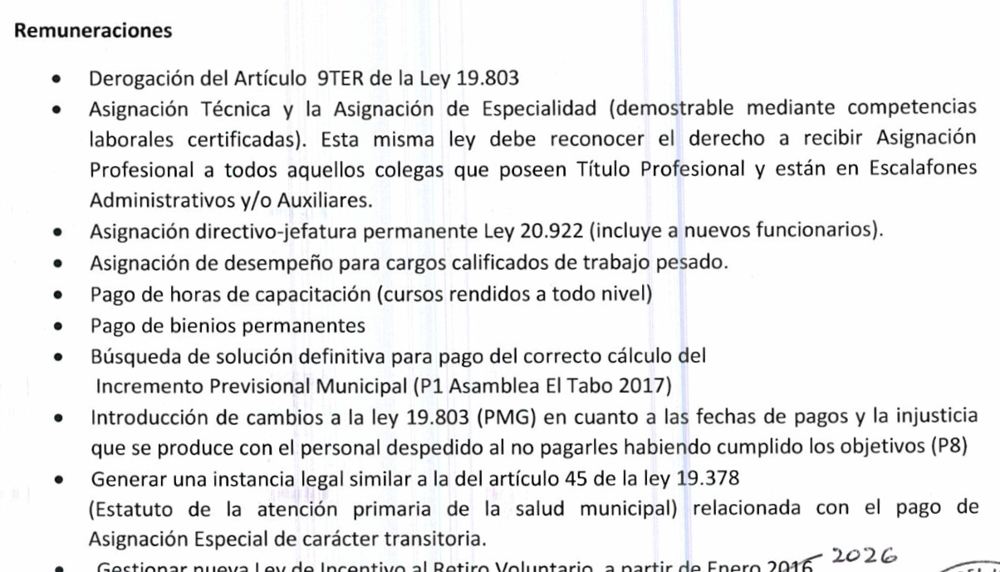 Remuneraciones
• Derogación del Artículo 9TER de la Ley 19.803
• Asignación Técnica y la Asignación de Especialidad (demostrable mediante competencias
laborales certificadas). Esta misma ley debe reconocer el derecho a recibir Asignación
Profesional a todos aquellos colegas que poseen Título Profesional y están en Escalafones
Administrativos y/o Auxiliares.
• Asignación directivo-jefatura permanente Ley 20.922 (incluye a nuevos funcionarios).
• Asignación de desempeño para cargos calificados de trabajo pesado.
• Pago de horas de capacitación (cursos rendidos a todo nivel)
• Pago de bienios permanentes
• Búsqueda de solución definitiva para pago del correcto cálculo del
Incremento Previsional Municipal (P1 Asamblea El Tabo 2017)
• Introducción de cambios a la ley 19.803 (PMG) en cuanto a las fechas de pagos y la injusticia
que se produce con el personal despedido al no pagarles habiendo cumplido los objetivos (P8)
• Generar una instancia legal similar a la del artículo 45 de la ley 19.378
(Estatuto de la atención primaria de la salud municipal) relacionada con el pago de
Asignación Especial de carácter transitoria.
• Gestionar nueva Ley de Incentivo al Retiro Voluntario a partir de Enero 2016 2026